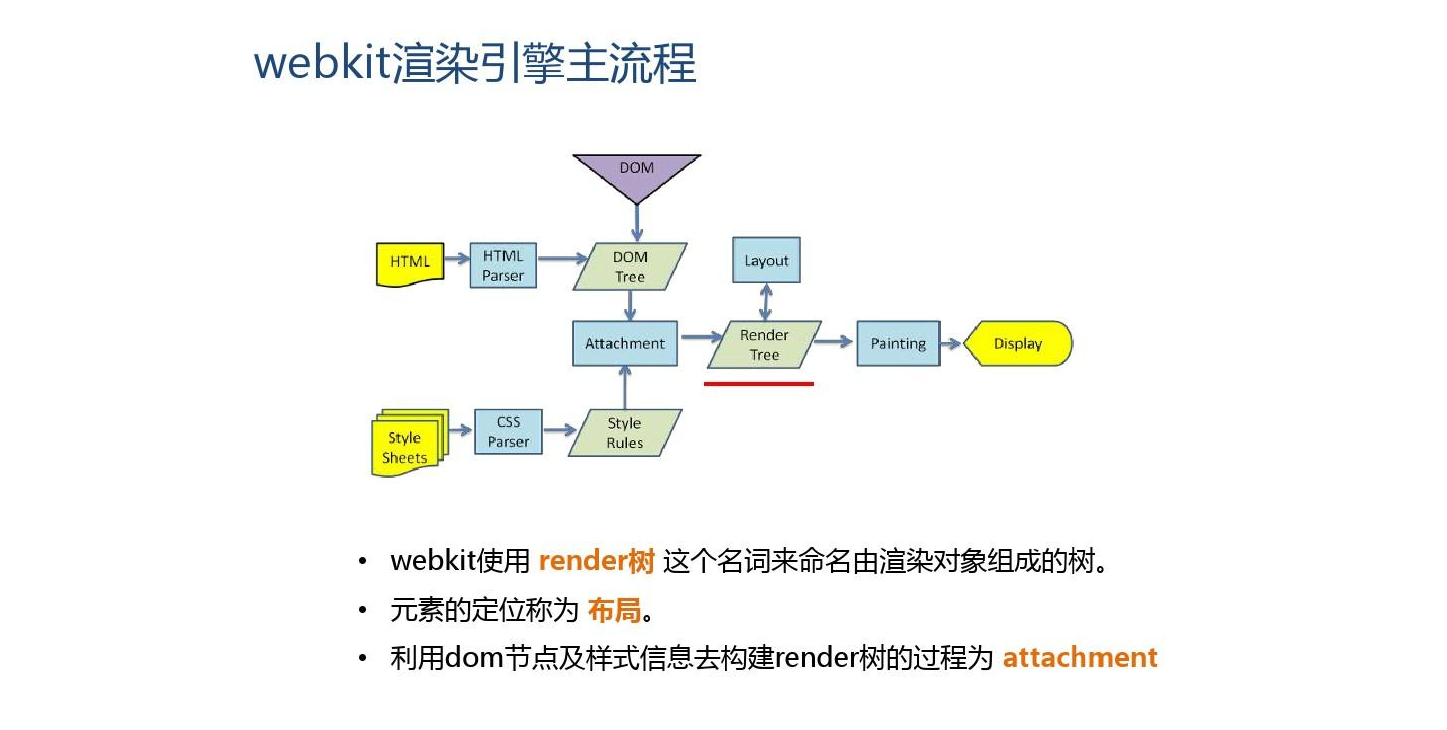 webkit渲染引擎主流程
DOM
HTML
HTML
Parser
DOM
Tree
Layout
Attachment
Render
Tree
Painting
Display
Style
Sheets
CSS
Parser
Style
Rules
• webkit使用 render树 这个名词来命名由渲染对象组成的树。
• 元素的定位称为 布局。
• 利用dom节点及样式信息去构建render树的过程为 attachment